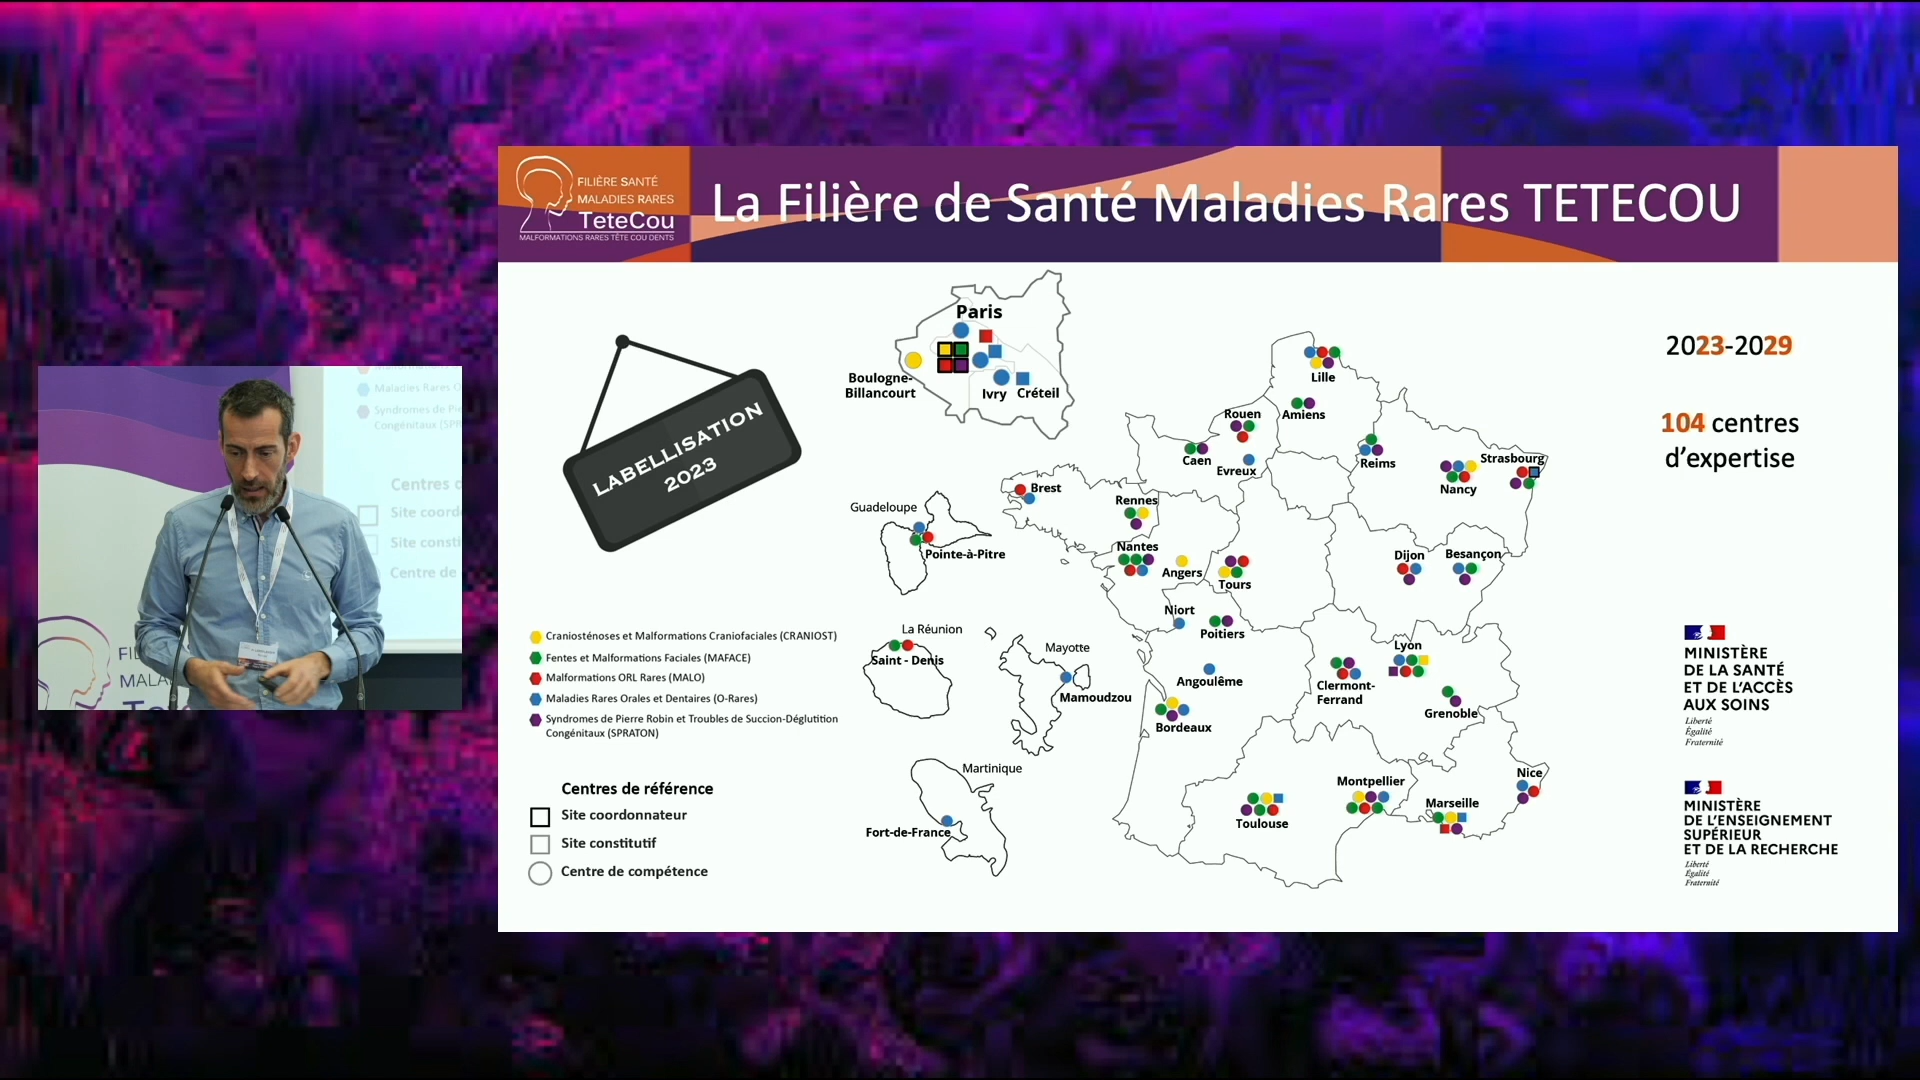 Maladies Rares O
Syndromes de Pie
Congénitaux (SPR
Centres d
Site coord
Site consti
Centre de
FIL
MALA
FILIÈRE SANTÉ
MALADIES RARES
TeteCou
MALFORMATIONS RARES TÊTE COU DENTS
La Filière de Santé Maladies Rares TETECOU
LABELLISATION
2023
Paris
Boulogne-
Billancourt
Ivry
Créteil
2023-2029
104 centres
d'expertise
Lille
Amiens
Rouen
Caen
Evreux
Reims
Strasbourg
Nancy
Brest
Rennes
Guadeloupe
Pointe-à-Pitre
Nantes
Angers
Tours
Dijon
Besançon
Niort
Poitiers
La Réunion
Saint - Denis
Mayotte
Mamoudzou
Angoulême
Bordeaux
Lyon
Clermont-
Ferrand
Grenoble
Martinique
Fort-de-France
Toulouse
Montpellier
Marseille
Nice
Craniosténoses et Malformations Craniofaciales (CRANIOST)
Fentes et Malformations Faciales (MAFACE)
Malformations ORL Rares (MALO)
Maladies Rares Orales et Dentaires (O-Rares)
Syndromes de Pierre Robin et Troubles de Succion-Déglutition
Congénitaux (SPRATON)
Centres de référence
Site coordonnateur
Site constitutif
Centre de compétence
MINISTÈRE
DE LA SANTÉ
ET DE L'ACCÈS
AUX SOINS
Liberté
Égalité
Fraternité
MINISTÈRE
DE L'ENSEIGNEMENT
SUPÉRIEUR
ET DE LA RECHERCHE
Liberté
Égalité
Fraternité